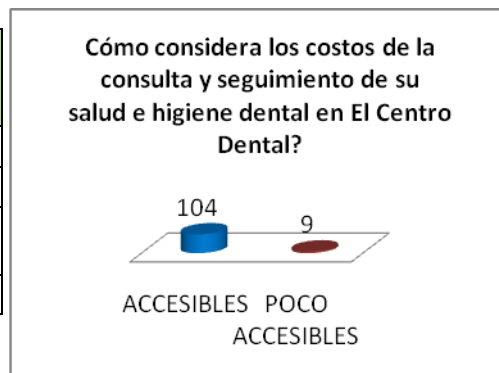 Cómo considera los costos de la
consulta y seguimiento de su
salud e higiene dental en El Centro
Dental?
104
9
ACCESIBLES POCO
ACCESIBLES